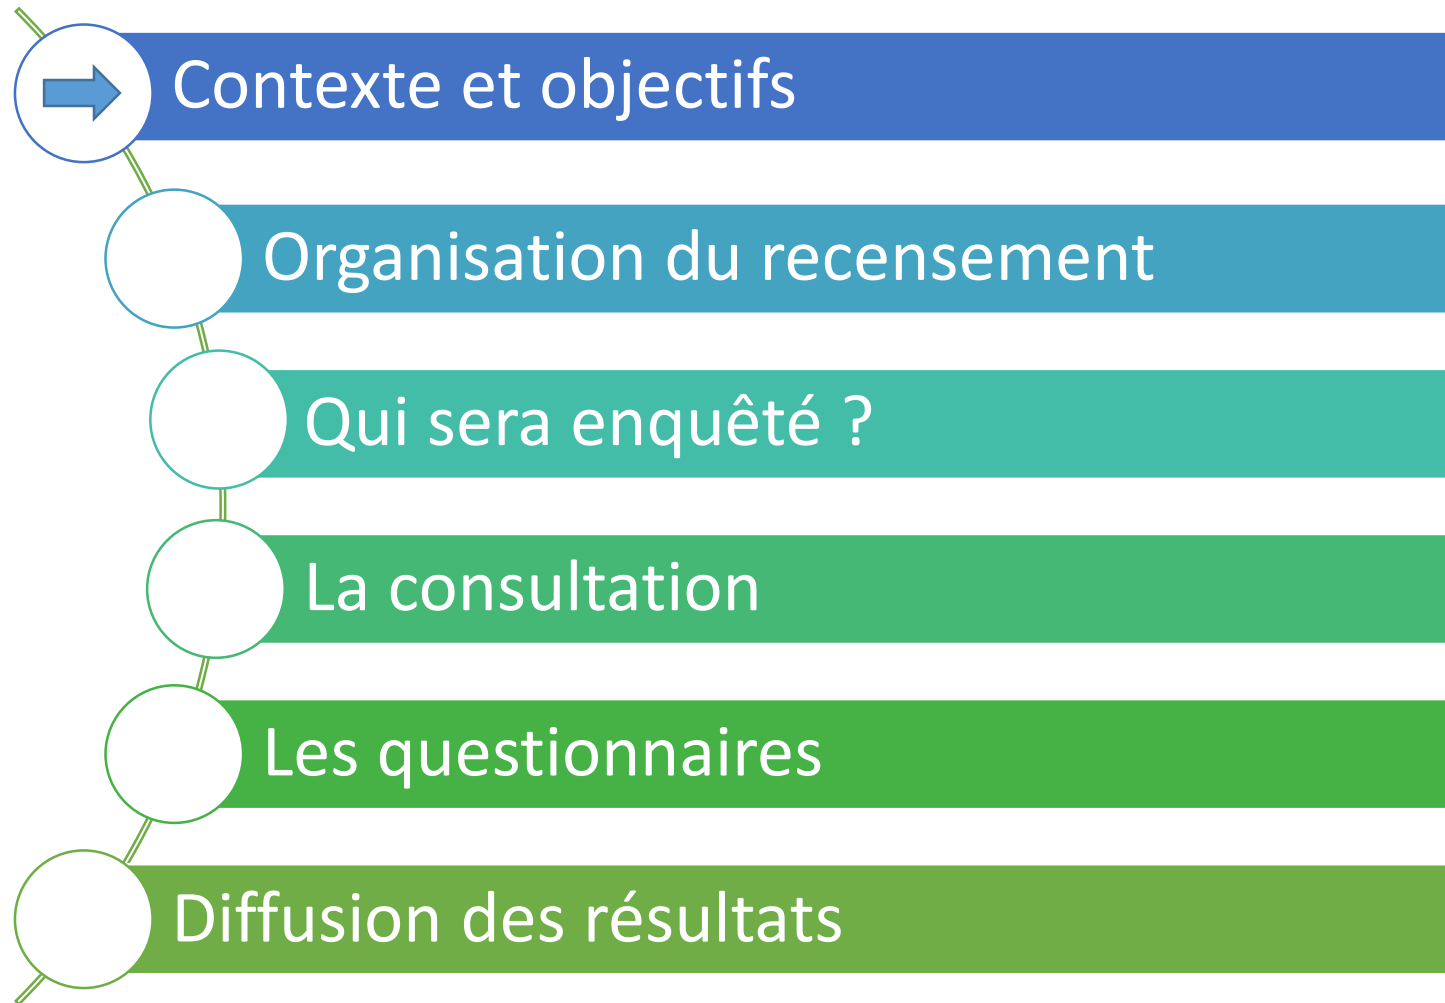 Contexte et objectifs
Organisation du recensement
Qui sera enquêté ?
La consultation
Les questionnaires
Diffusion des résultats